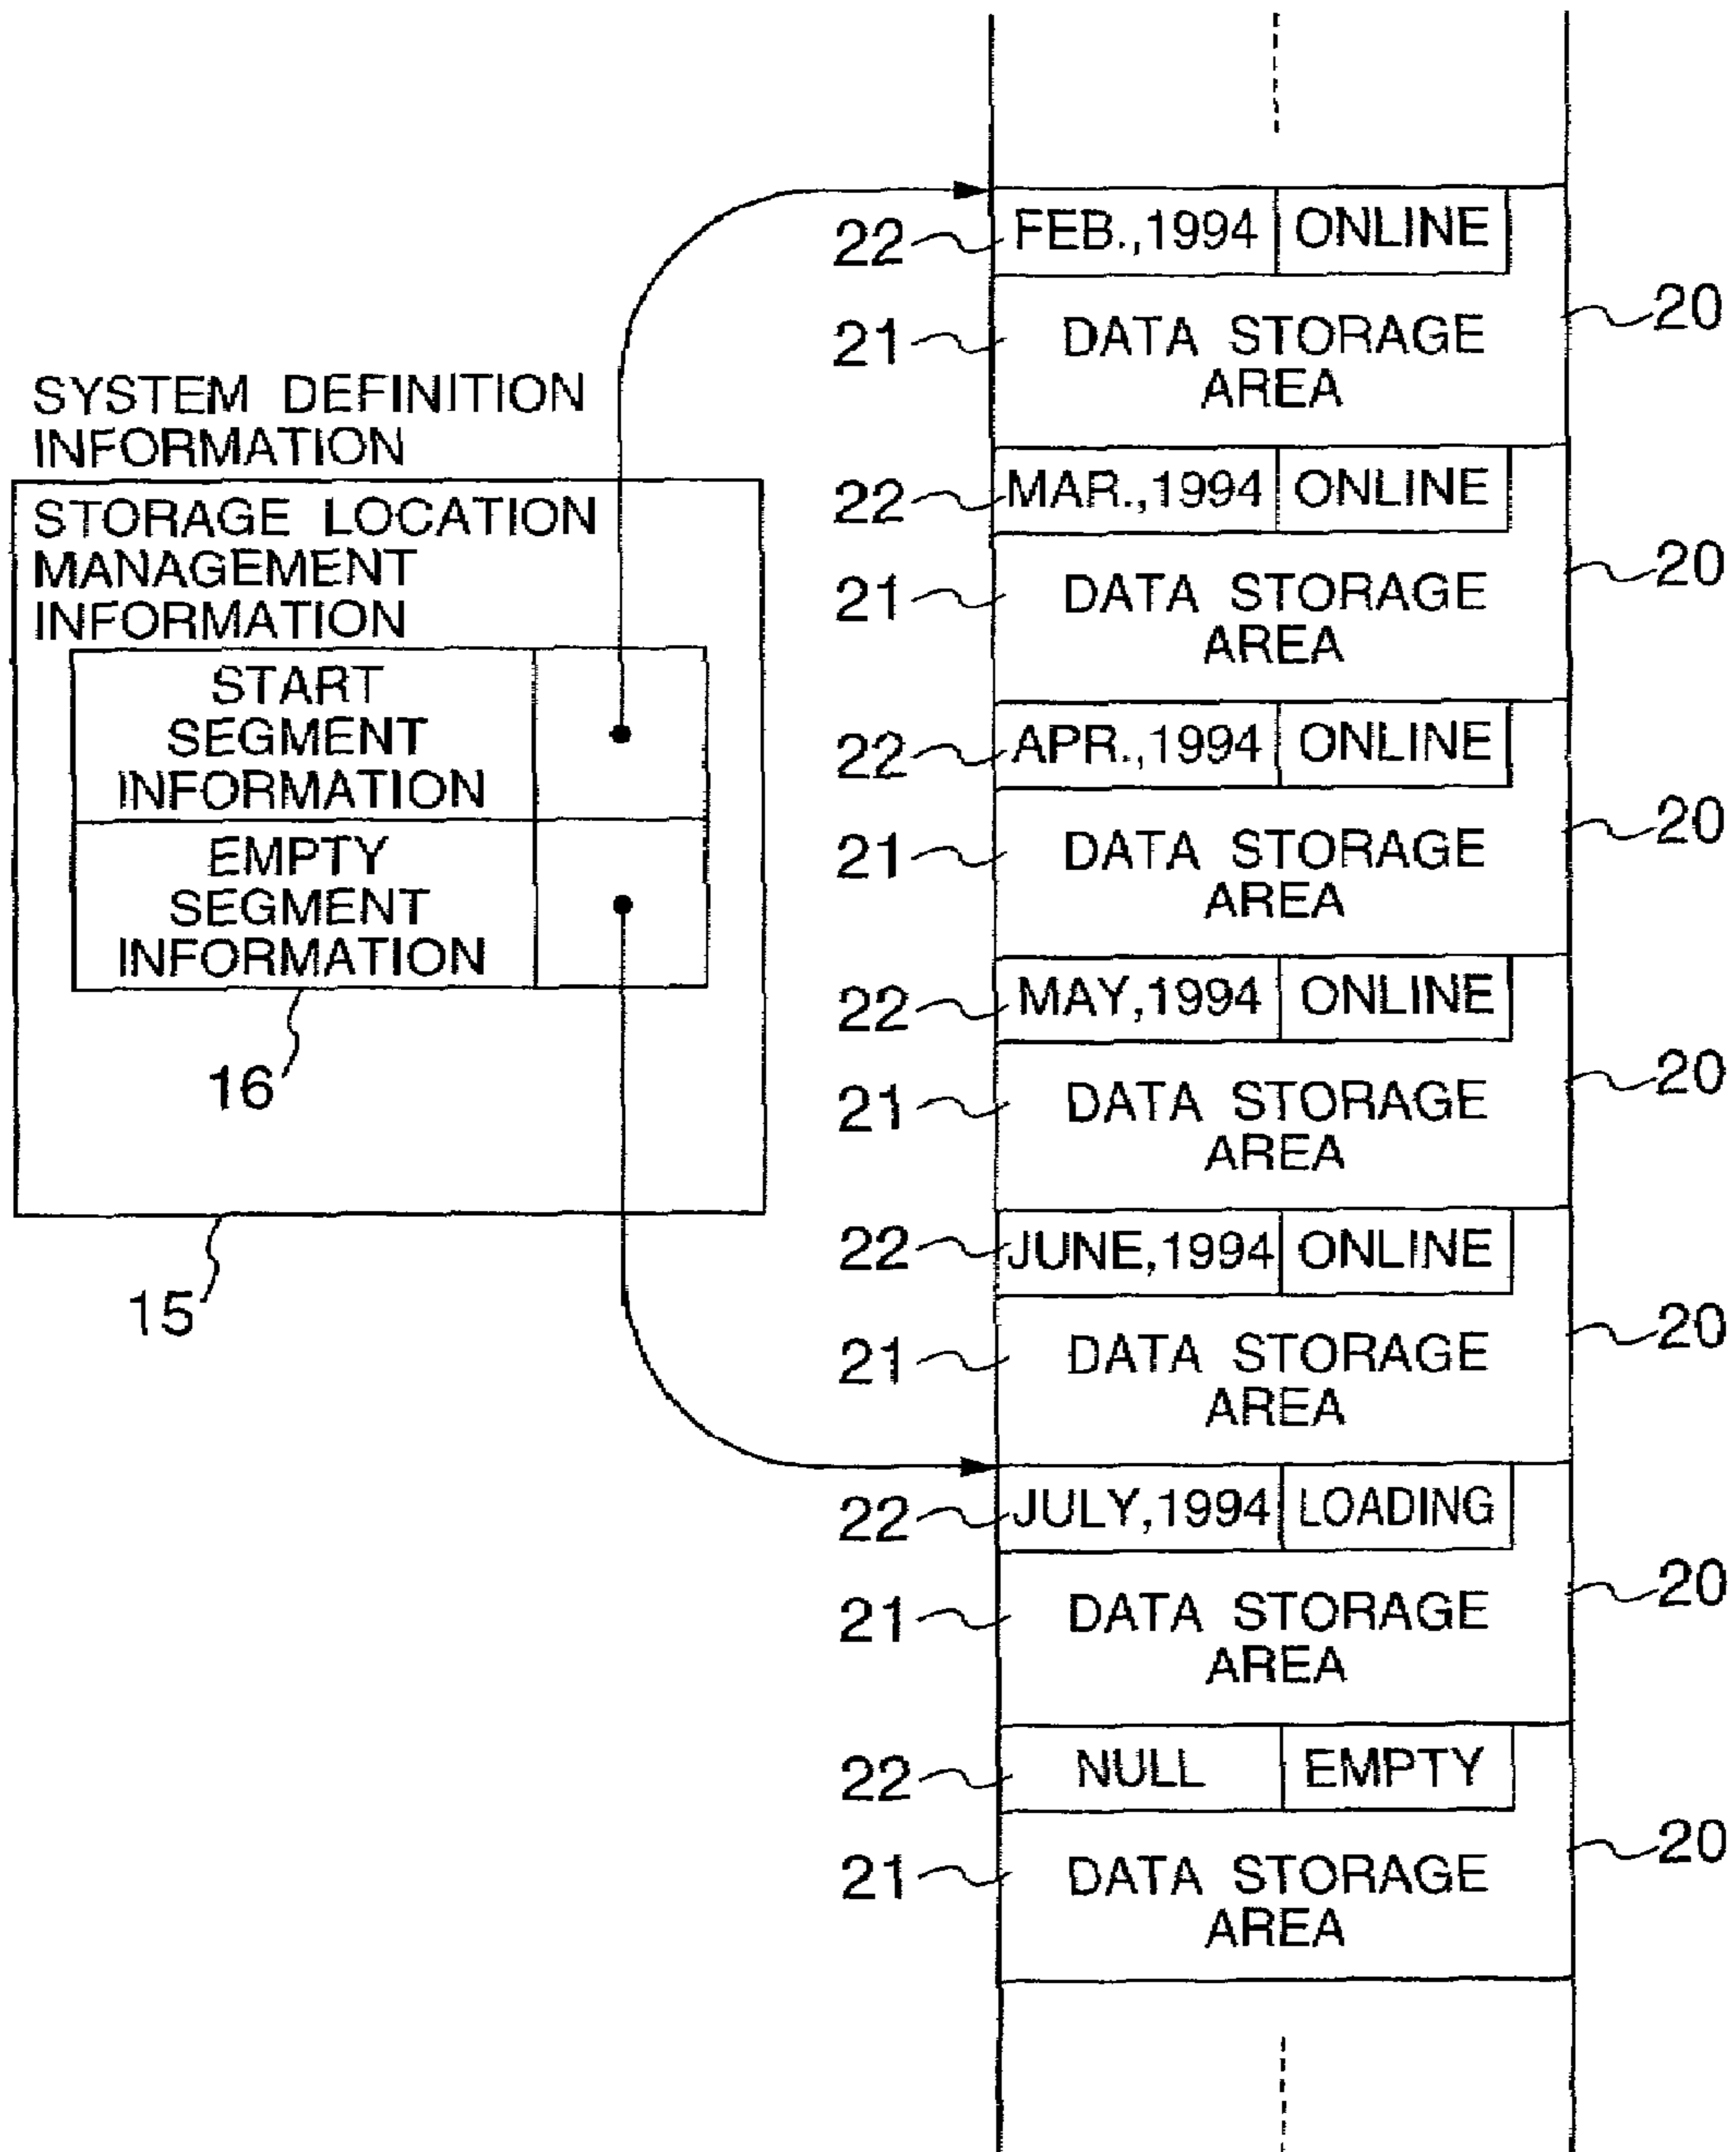 SYSTEM DEFINITION
INFORMATION
STORAGE LOCATION
MANAGEMENT
INFORMATION
START
SEGMENT
INFORMATION
EMPTY
SEGMENT
INFORMATION
16
15
22 FEB.,1994 ONLINE
20
21 DATA STORAGE
AREA
22 MAR.,1994 ONLINE
20
21 DATA STORAGE
AREA
22 APR.,1994 ONLINE
20
21 DATA STORAGE
AREA
22 MAY,1994 ONLINE
20
21 DATA STORAGE
AREA
22 JUNE,1994 ONLINE
20
21 DATA STORAGE
AREA
22 JULY,1994 LOADING
20
21 DATA STORAGE
AREA
22 NULL EMPTY
20
21 DATA STORAGE
AREA